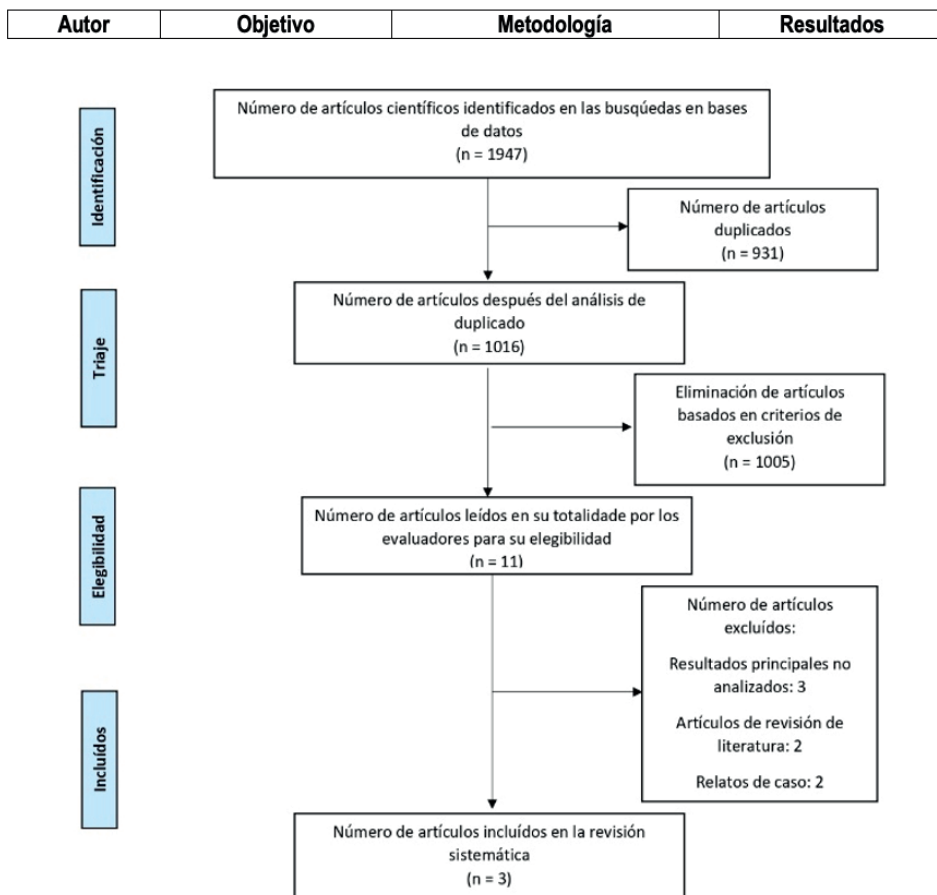 Autor Objetivo Metodología Resultados
Identificación
Número de artículos científicos identificados en las busqúedas en bases
de datos
(n = 1947)
Número de artículos
duplicados
(n = 931)
Triaje
Número de artículos después del análisis de
duplicado
(n = 1016)
Eliminación de artículos
basados en criterios de
exclusión
(n = 1005)
Elegibilidad
Número de artículos leídos en su totalidade por los
evaluadores para su elegibilidad
(n = 11)
Número de artículos
excluídos:
Resultados principales no
analizados: 3
Artículos de revisión de
literatura: 2
Relatos de caso: 2
Incluídos
Número de artículos incluídos en la revisión
sistemática
(n = 3)